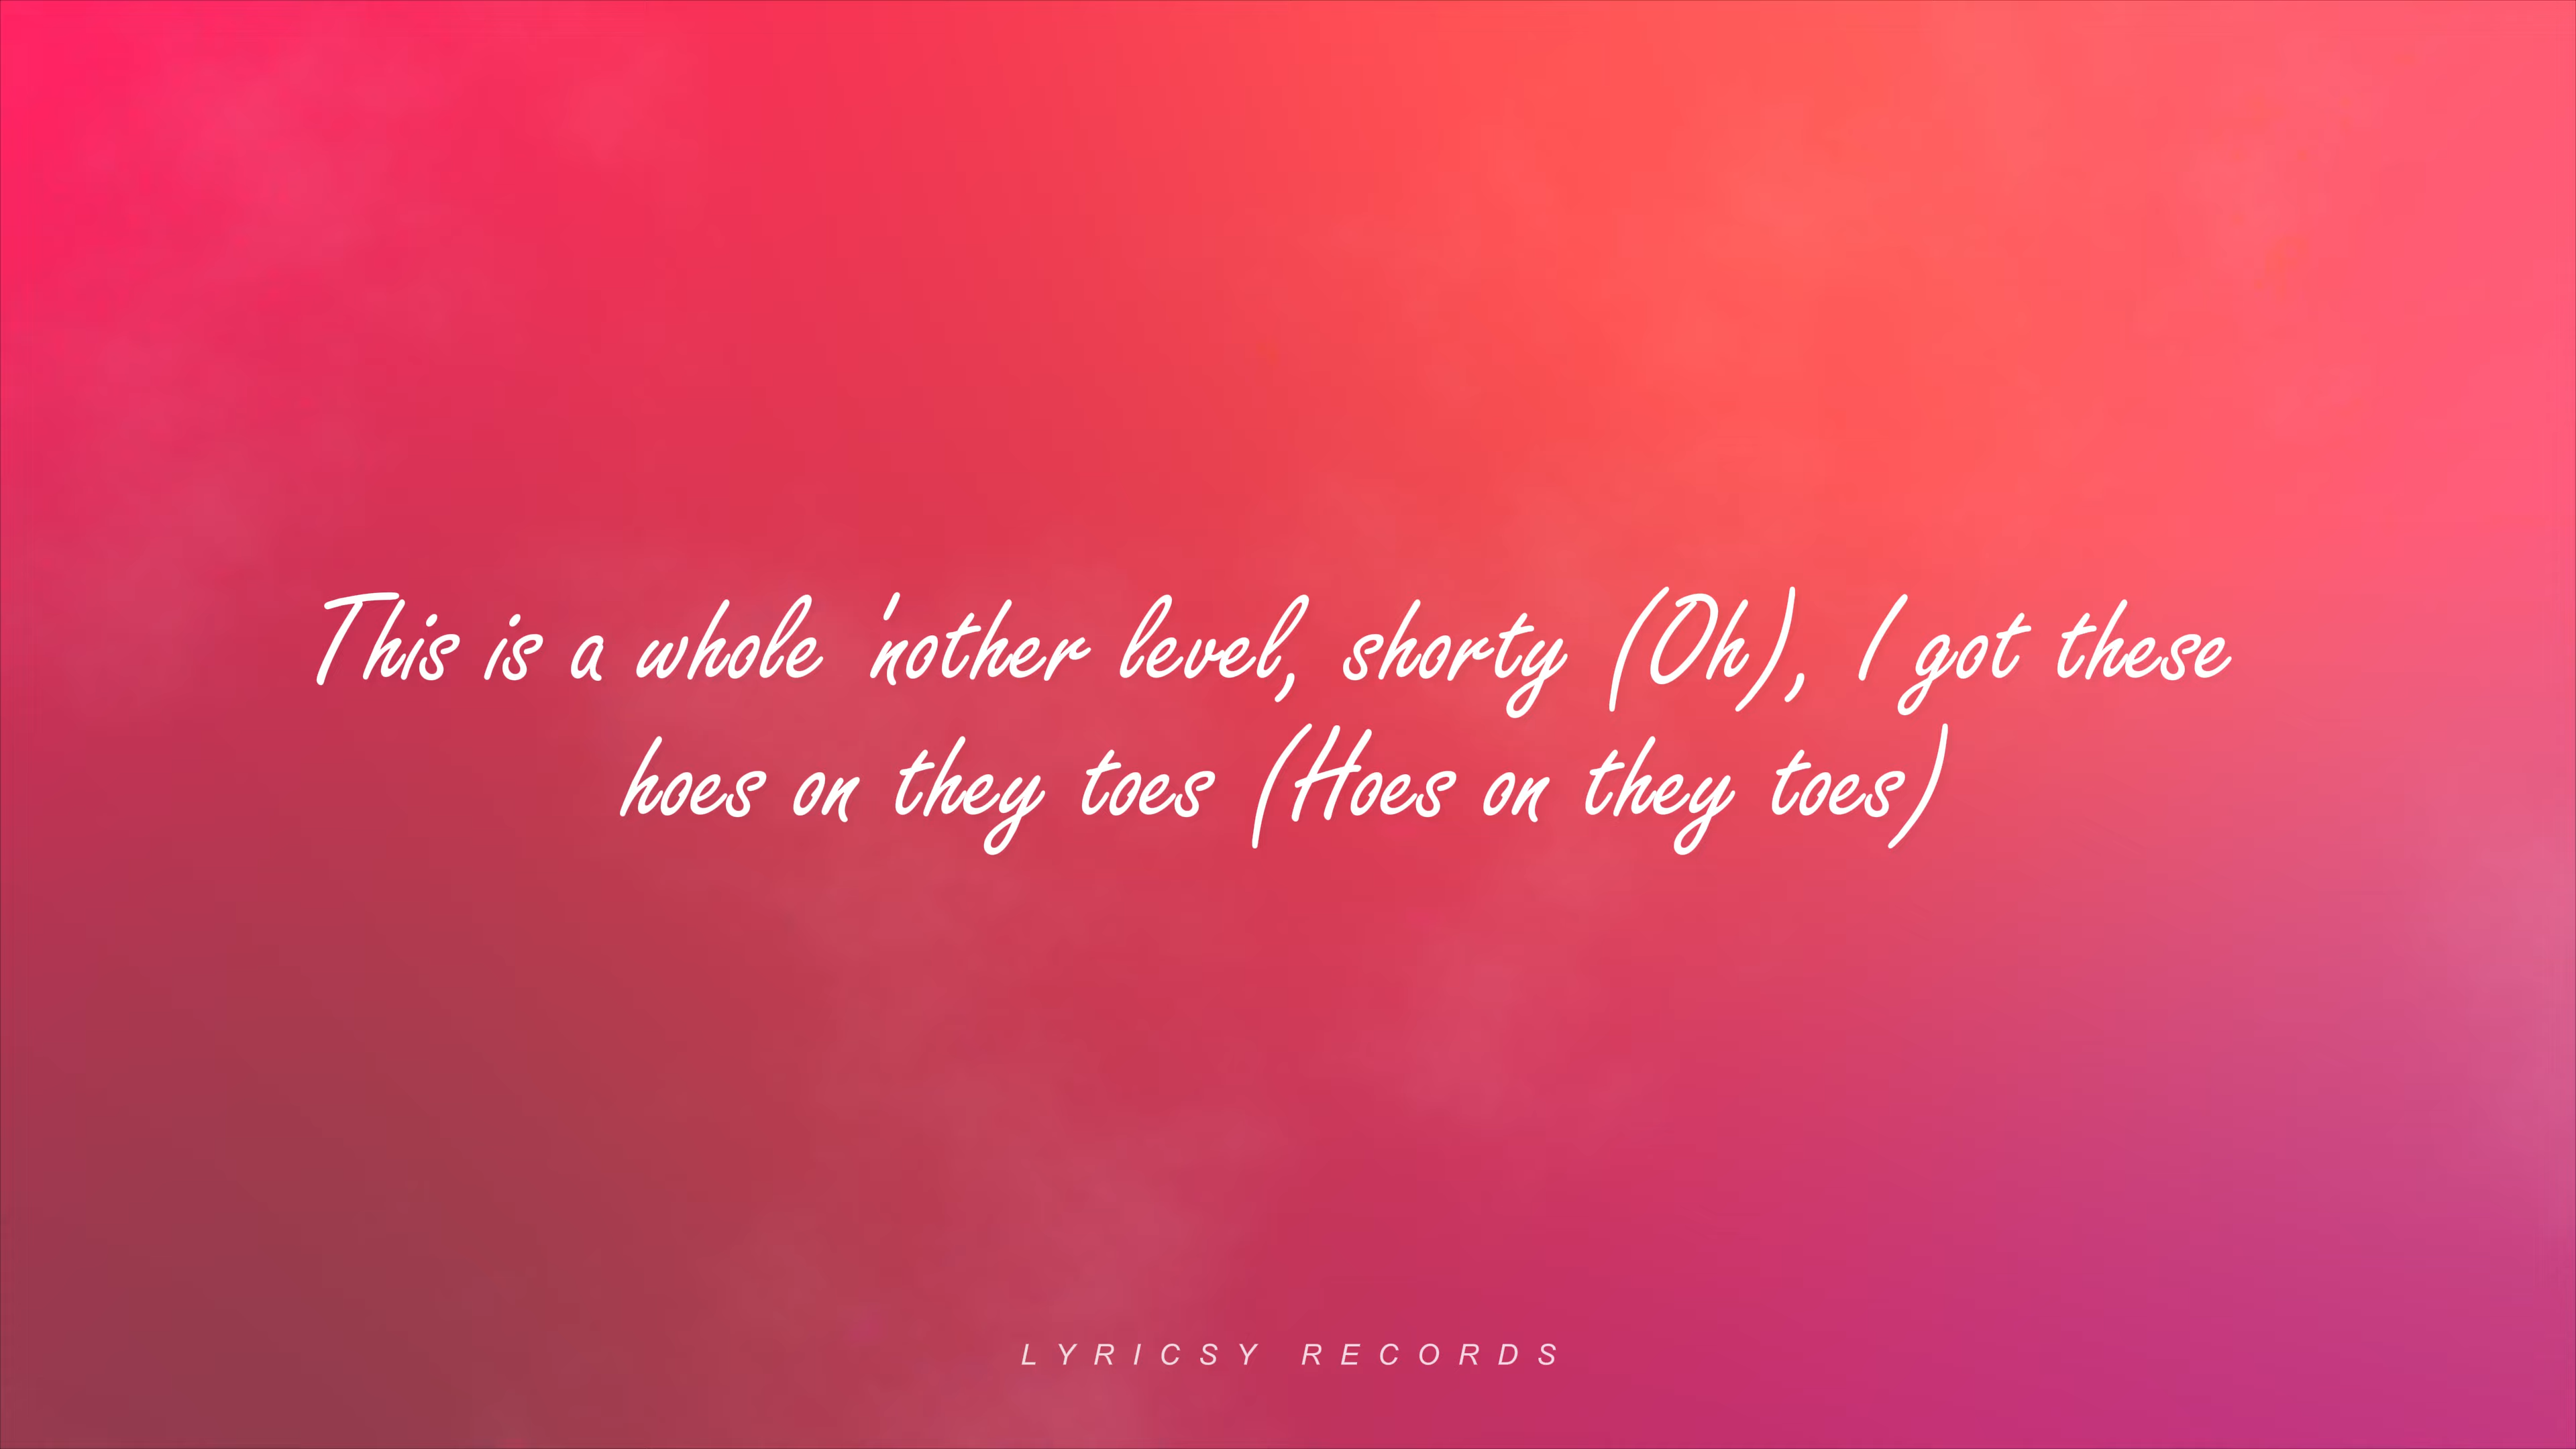 This is a whole 'nother level, shorty (Oh), I got these
hoes on they toes (Hoes on they toes)
LYRICSY RECORDS